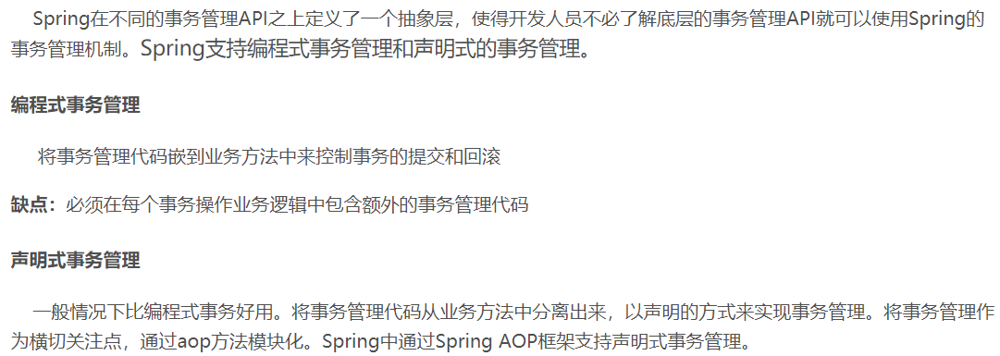 Spring在不同的事务管理API之上定义了一个抽象层，使得开发人员不必了解底层的事务管理API就可以使用Spring的
事务管理机制。Spring支持编程式事务管理和声明式的事务管理。
编程式事务管理
将事务管理代码嵌到业务方法中来控制事务的提交和回滚
缺点：必须在每个事务操作业务逻辑中包含额外的事务管理代码
声明式事务管理
一般情况下比编程式事务好用。将事务管理代码从业务方法中分离出来，以声明的方式来实现事务管理。将事务管理作
为横切关注点，通过aop方法模块化。Spring中通过Spring AOP框架支持声明式事务管理。